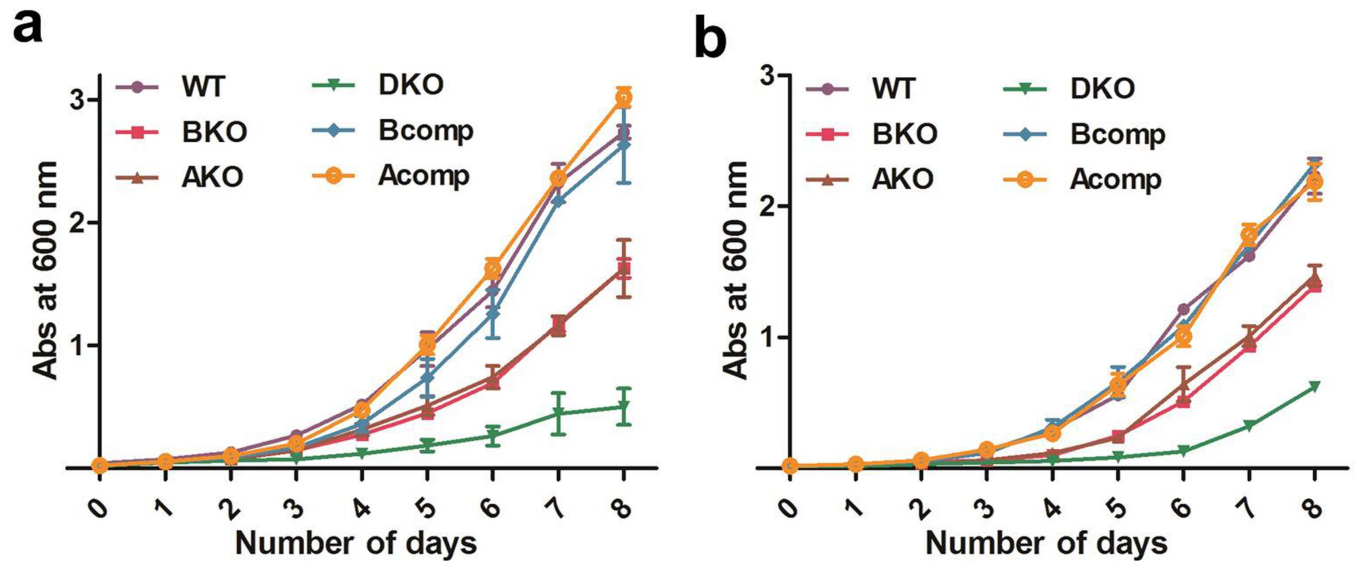 a
WT
BKO
AKO
DKO
Bcomp
Acomp
3
2
1
Abs at 600 nm
0 1 2 3 4 5 6 7 8
Number of days
b
WT
BKO
AKO
DKO
Bcomp
Acomp
3
2
1
Abs at 600 nm
0 1 2 3 4 5 6 7 8
Number of days